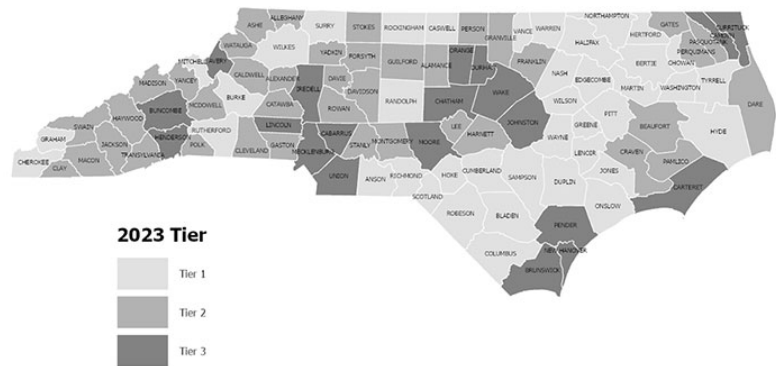 ALLEGHANY
ASHE
SURRY
STOKES
ROCKINGHAM
CASWELL
PERSON
GRANVILLE
VANCE
WARREN
NORTHAMPTON
GATES
CURRITUCK
CAMDEN
PASQUOTANK
PERQUIMANS
HERTFORD
HALIFAX
WATAUGA
WILKES
YADKIN
FORSYTH
GUILFORD
ALAMANCE
ORANGE
DURHAM
FRANKLIN
BERTIE
CHOWAN
MITCHELL
AVERY
CALDWELL
ALEXANDER
IREDELL
DAVIE
DAVIDSON
RANDOLPH
CHATHAM
WAKE
NASH
EDGECOMBE
MARTIN
WASHINGTON
TYRRELL
DARE
MADISON
YANCEY
MCDOWELL
BURKE
CATAWBA
ROWAN
WILSON
PITT
BEAUFORT
HYDE
HAYWOOD
BUNCOMBE
RUTHERFORD
LINCOLN
CABARRUS
STANLY
MONTGOMERY
MOORE
LEE
HARNETT
JOHNSTON
WAYNE
GREENE
LENOIR
CRAVEN
PAMLICO
GRAHAM
SWAIN
JACKSON
HENDERSON
TRANSYLVANIA
POLK
CLEVELAND
GASTON
MECKLENBURG
CHEROKEE
CLAY
MACON
UNION
ANSON
RICHMOND
SCOTLAND
HOKE
CUMBERLAND
SAMPSON
DUPLIN
JONES
CARTERET
ONSLOW
ROBESON
BLADEN
PENDER
COLUMBUS
NEW HANOVER
BRUNSWICK
2023 Tier
Tier 1
Tier 2
Tier 3